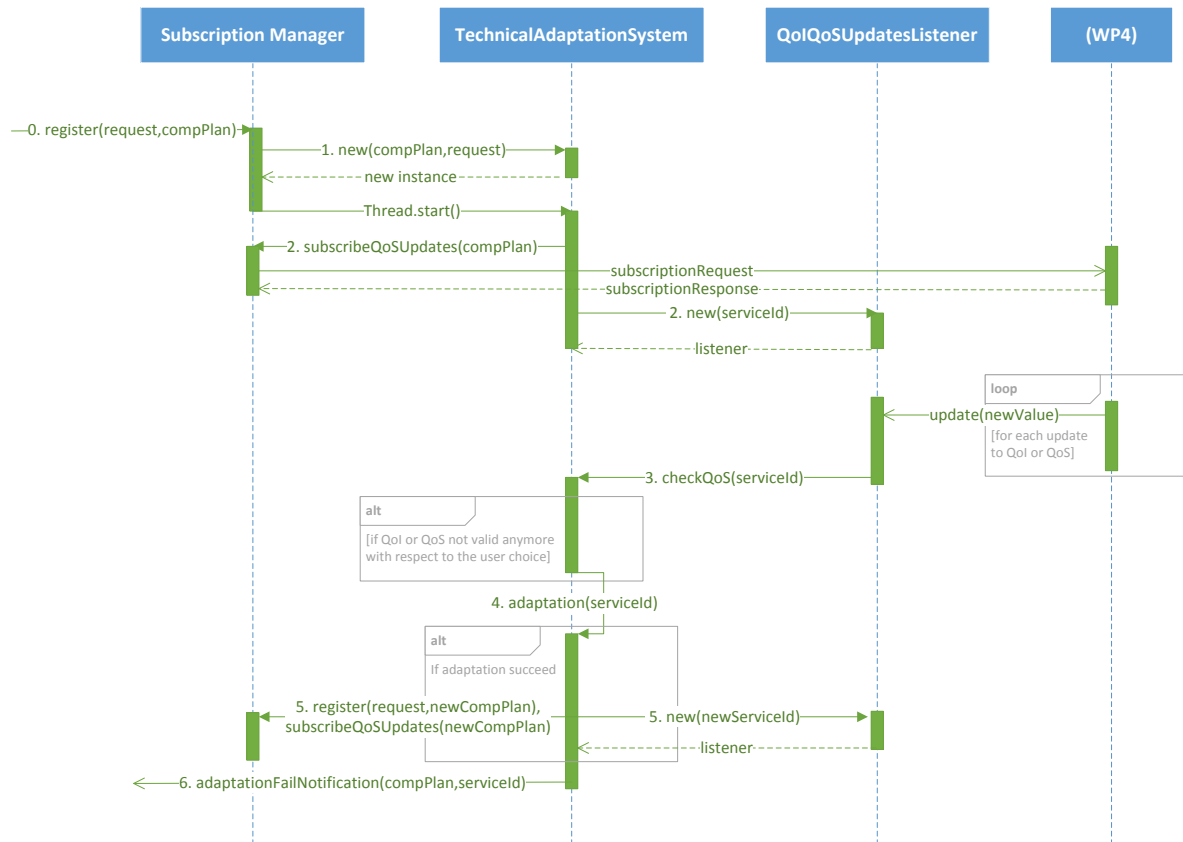 Subscription Manager
TechnicalAdaptationSystem
QoIQoSUpdatesListener
(WP4)
0. register(request,compPlan)
1. new(compPlan,request)
new instance
Thread.start()
2. subscribeQoSUpdates(compPlan)
subscriptionRequest
subscriptionResponse
2. new(serviceId)
listener
loop
update(newValue)
[for each update
to QoI or QoS]
3. checkQoS(serviceId)
alt
[if QoI or QoS not valid anymore
with respect to the user choice]
4. adaptation(serviceId)
alt
If adaptation succeed
5. register(request,newCompPlan),
subscribeQoSUpdates(newCompPlan)
5. new(newServiceId)
listener
6. adaptationFailNotification(compPlan,serviceId)